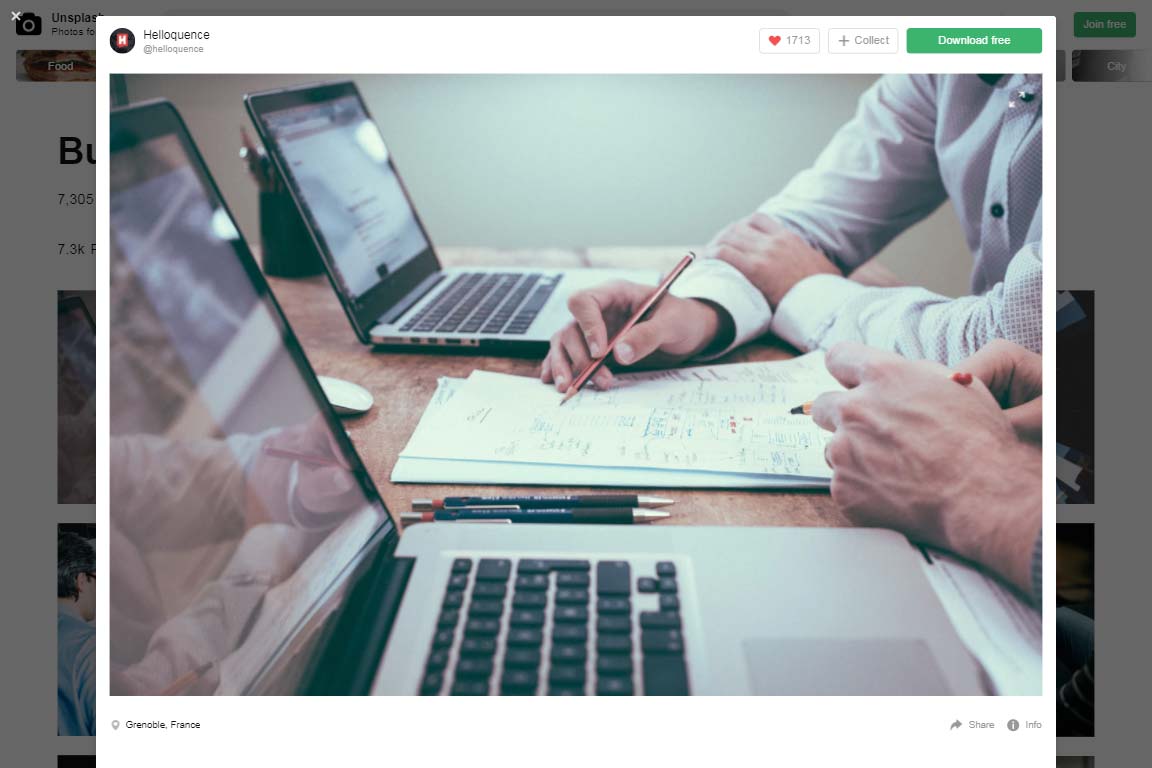 Unsplash
Photos fo
Join free
Food
City
Helloquence
@helloquence
1713
Collect
Download free
Bu
7,305
7.3k
Grenoble, France
Share
Info